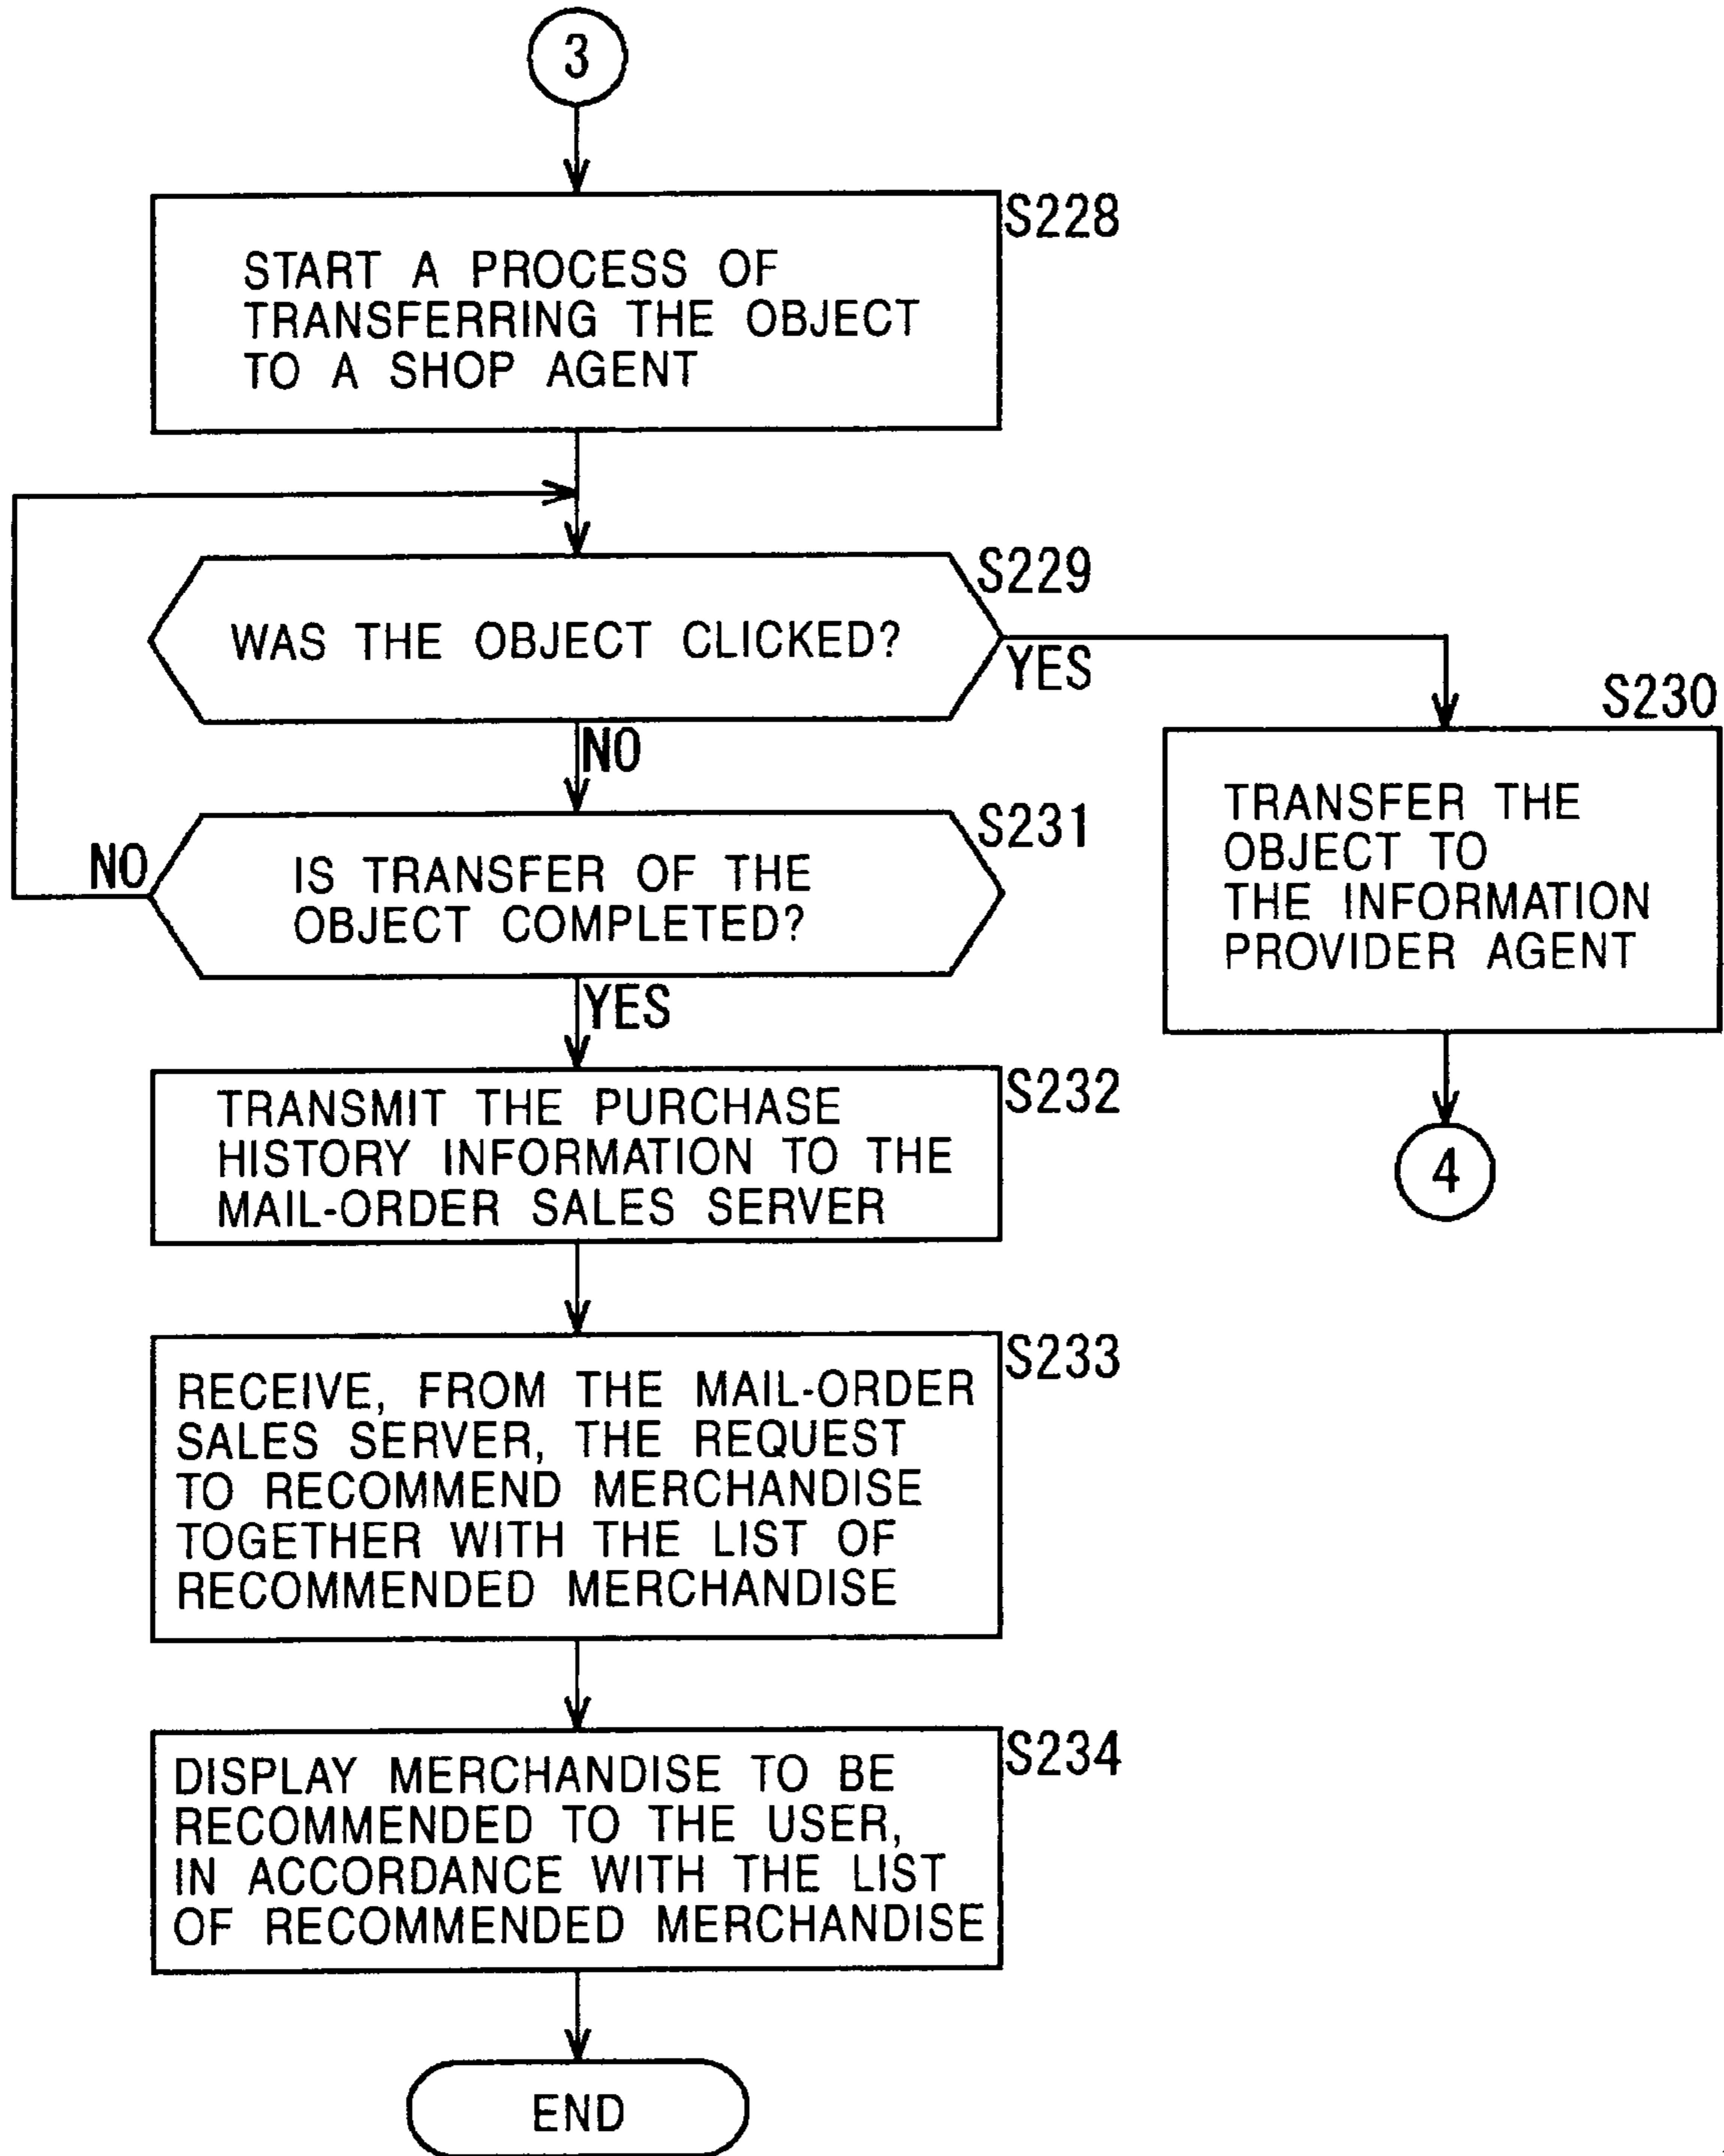 3
S228
START A PROCESS OF
TRANSFERRING THE OBJECT
TO A SHOP AGENT
S229
WAS THE OBJECT CLICKED?
YES
NO
S230
TRANSFER THE
OBJECT TO
THE INFORMATION
PROVIDER AGENT
4
S231
IS TRANSFER OF THE
OBJECT COMPLETED?
NO
YES
S232
TRANSMIT THE PURCHASE
HISTORY INFORMATION TO THE
MAIL-ORDER SALES SERVER
S233
RECEIVE, FROM THE MAIL-ORDER
SALES SERVER, THE REQUEST
TO RECOMMEND MERCHANDISE
TOGETHER WITH THE LIST OF
RECOMMENDED MERCHANDISE
S234
DISPLAY MERCHANDISE TO BE
RECOMMENDED TO THE USER,
IN ACCORDANCE WITH THE LIST
OF RECOMMENDED MERCHANDISE
END